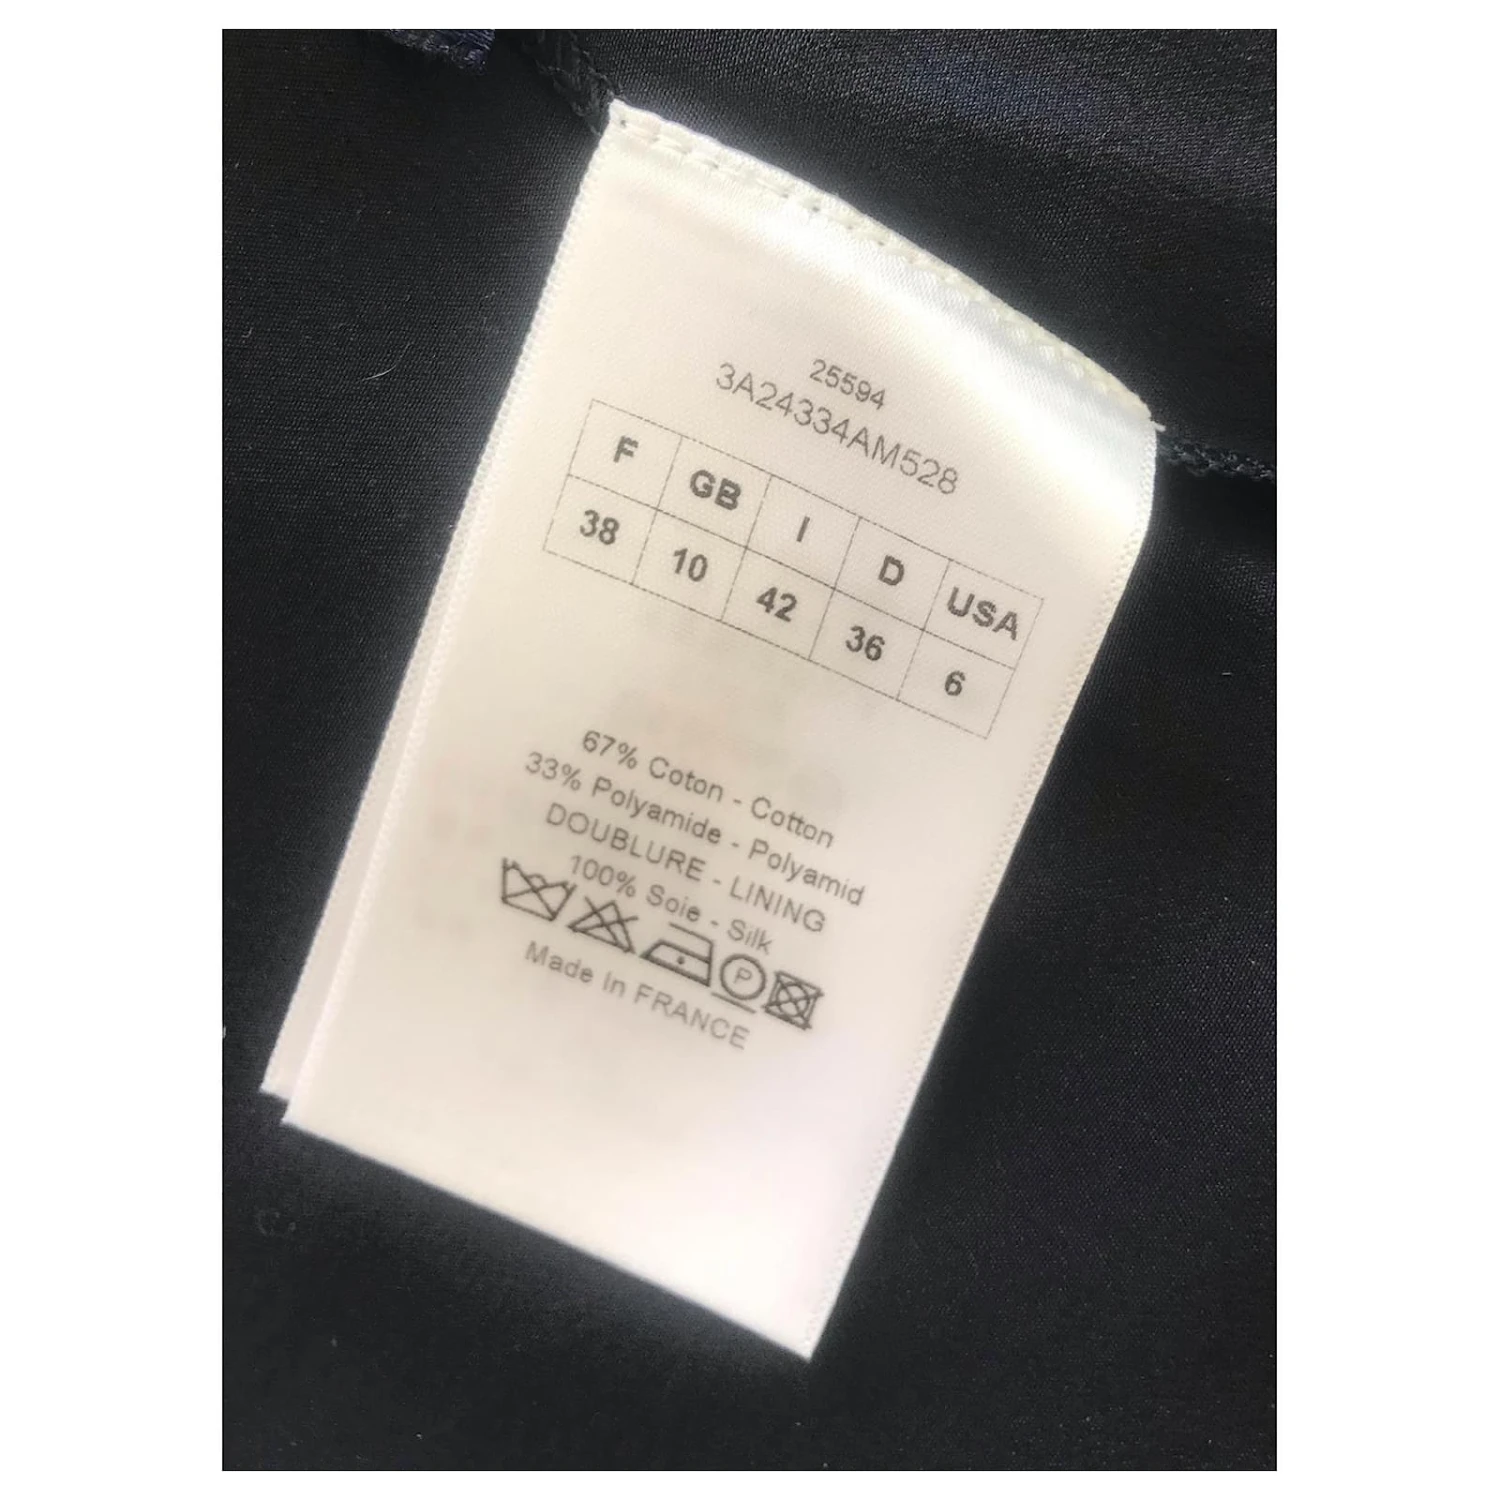 25594
3A24334AM528
F GB I D USA
38 10 42 36 6
67% Coton - Cotton
33% Polyamide - Polyamid
DOUBLURE - LINING
100% Soie - Silk
P
Made In FRANCE